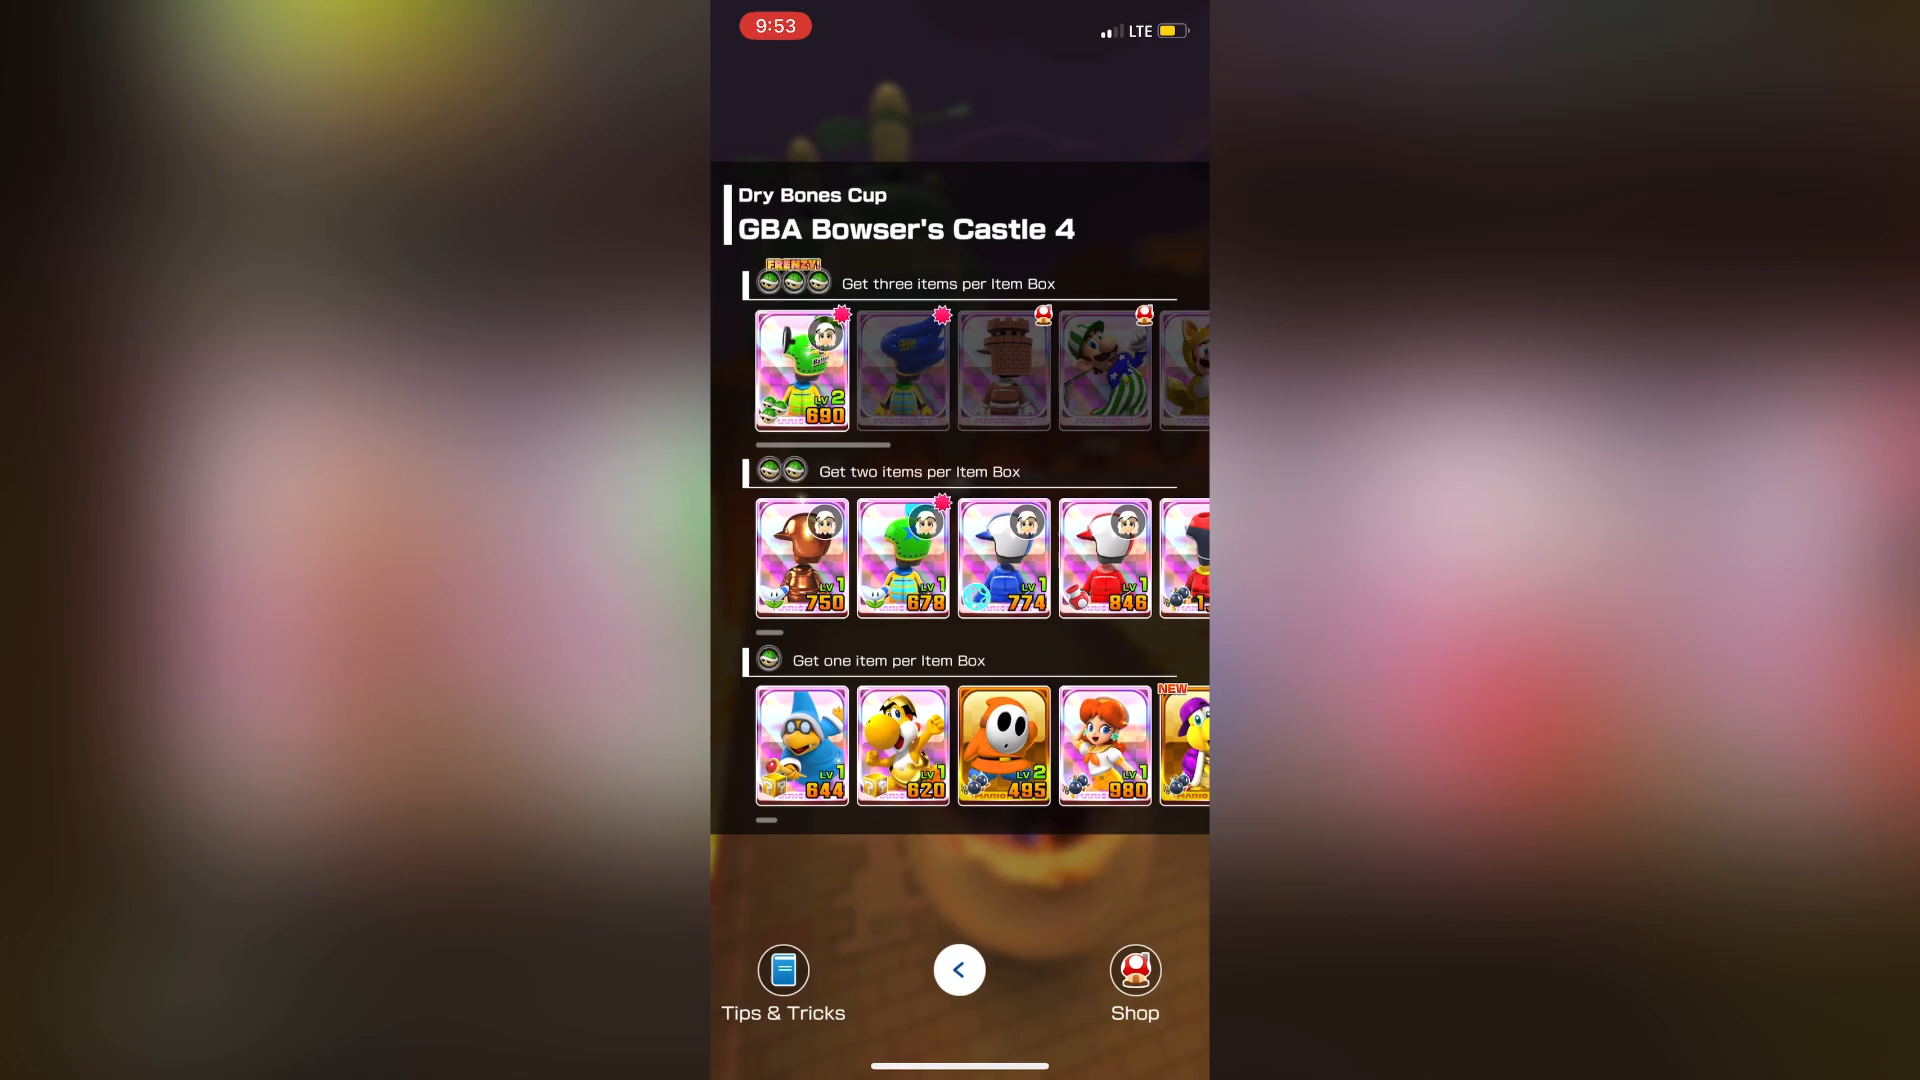 9:53
LTE
Dry Bones Cup
GBA Bowser's Castle 4
FRENZY!
Get three items per Item Box
LV 2
690
Get two items per Item Box
LV 1
750
LV 1
678
LV 1
774
LV 1
846
Get one item per Item Box
NEW
LV 1
644
LV 1
620
LV 2
495
LV 1
980
Tips & Tricks
Shop